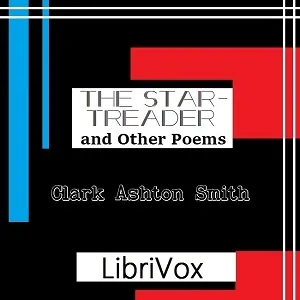 THE STAR-
TREADER
and Other Poems
Clark Ashton Smith
LibriVox